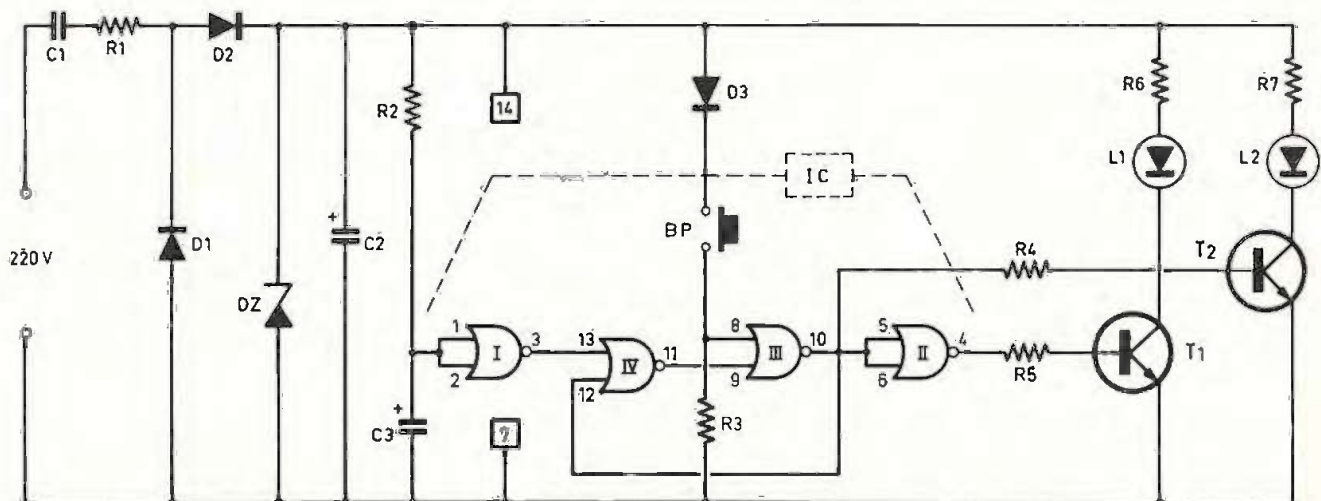 C1
R1
D2
D1
220 V
DZ
+
C2
R2
14
+
C3
7
1
2
I
3
13
12
IV
11
D3
BP
IC
8
9
III
10
R3
5
6
II
4
R4
R5
R6
L1
T1
R7
L2
T2